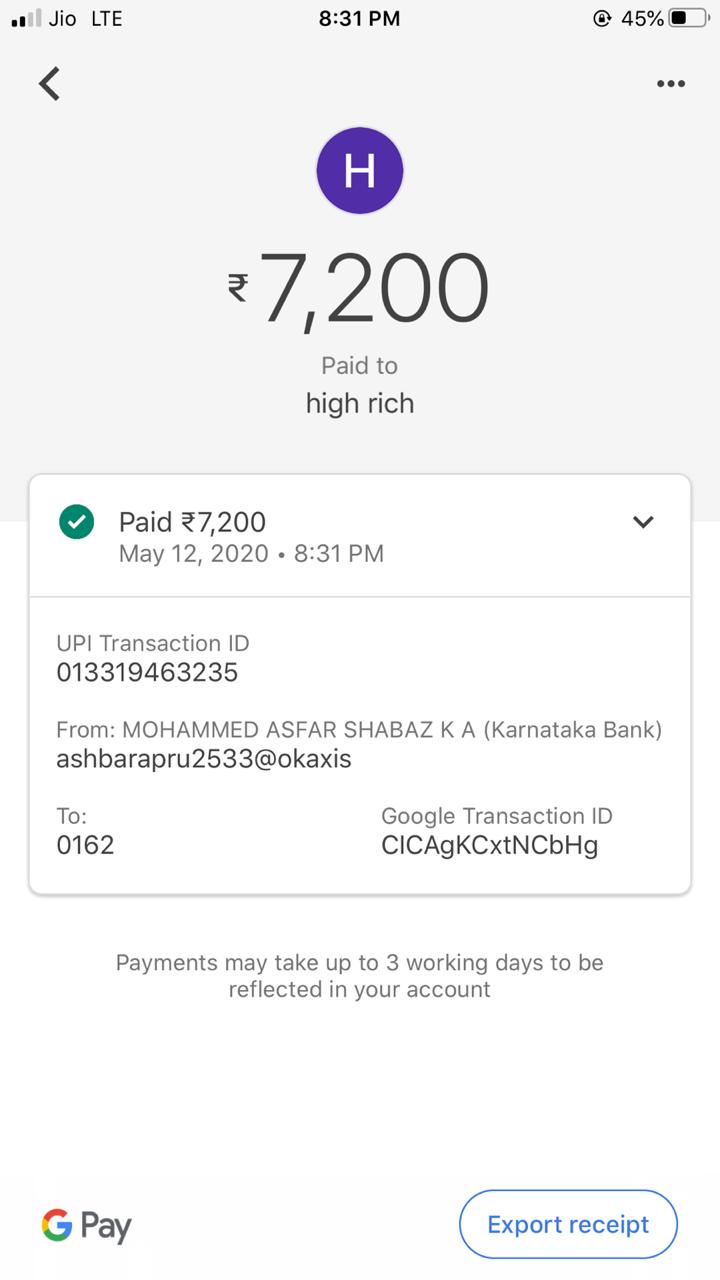 Jio LTE 8:31 PM 45%
H
₹7,200
Paid to
high rich
Paid ₹7,200
May 12, 2020 • 8:31 PM
UPI Transaction ID
013319463235
From: MOHAMMED ASFAR SHABAZ K A (Karnataka Bank)
ashbarapru2533@okaxis
To:
0162
Google Transaction ID
CICAgKCxtNCbHg
Payments may take up to 3 working days to be
reflected in your account
G Pay
Export receipt